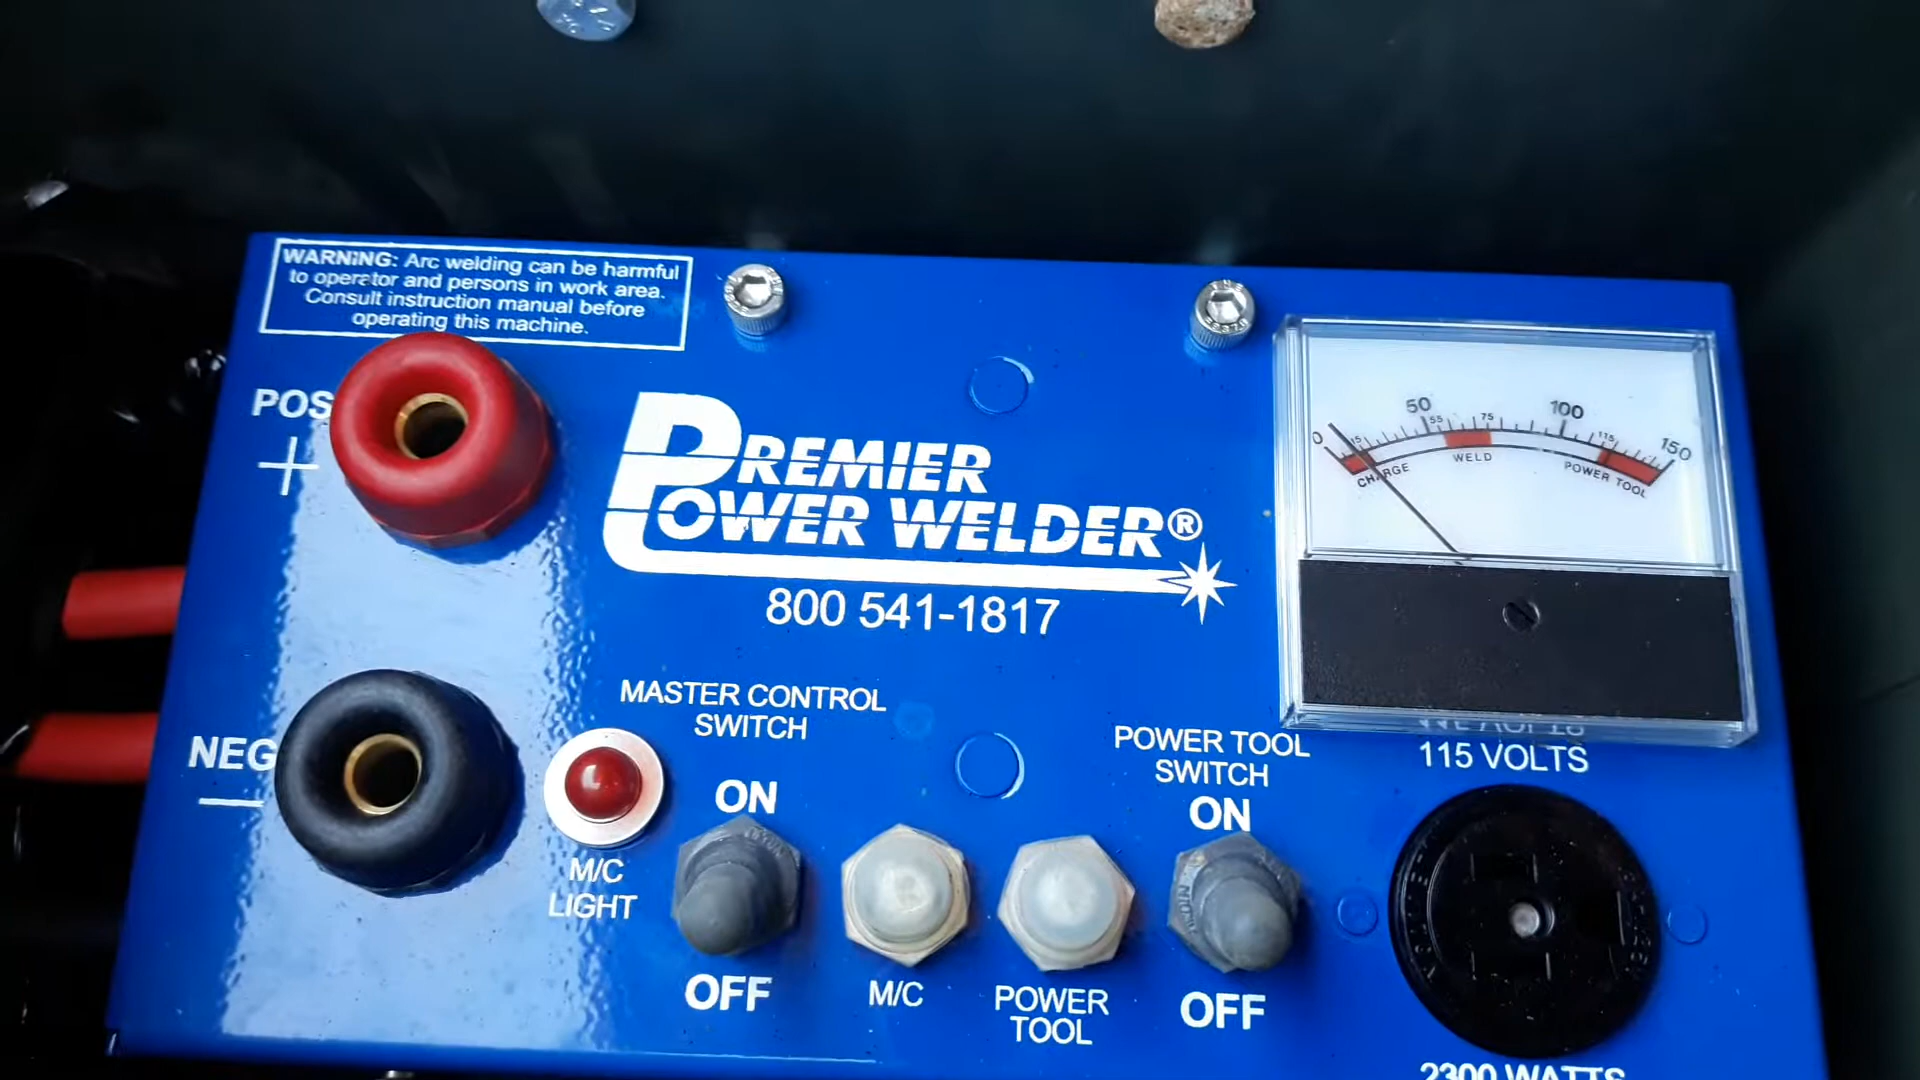 WARNING: Arc welding can be harmful
to operator and persons in work area.
Consult instruction manual before
operating this machine.
POS
+
PREMIER
POWER WELDER®
800 541-1817
0 15 50 55 75 100 115 150
CHARGE WELD POWER TOOL
NEG
−
M/C
LIGHT
MASTER CONTROL
SWITCH
ON
OFF
M/C
POWER
TOOL
POWER TOOL
SWITCH
ON
OFF
115 VOLTS
2300 WATTS